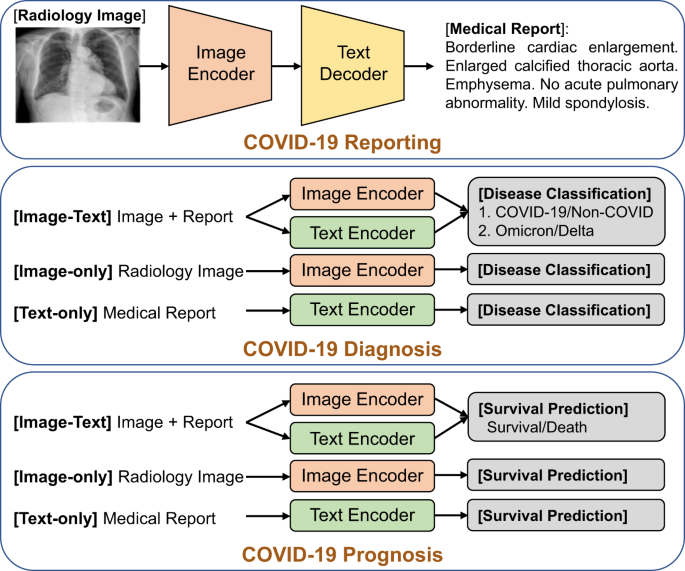 [Radiology Image]
Image
Encoder
Text
Decoder
[Medical Report]:
Borderline cardiac enlargement.
Enlarged calcified thoracic aorta.
Emphysema. No acute pulmonary
abnormality. Mild spondylosis.
COVID-19 Reporting
[Image-Text] Image + Report
Image Encoder
Text Encoder
[Disease Classification]
1. COVID-19/Non-COVID
2. Omicron/Delta
[Image-only] Radiology Image
Image Encoder
[Disease Classification]
[Text-only] Medical Report
Text Encoder
[Disease Classification]
COVID-19 Diagnosis
[Image-Text] Image + Report
Image Encoder
Text Encoder
[Survival Prediction]
Survival/Death
[Image-only] Radiology Image
Image Encoder
[Survival Prediction]
[Text-only] Medical Report
Text Encoder
[Survival Prediction]
COVID-19 Prognosis